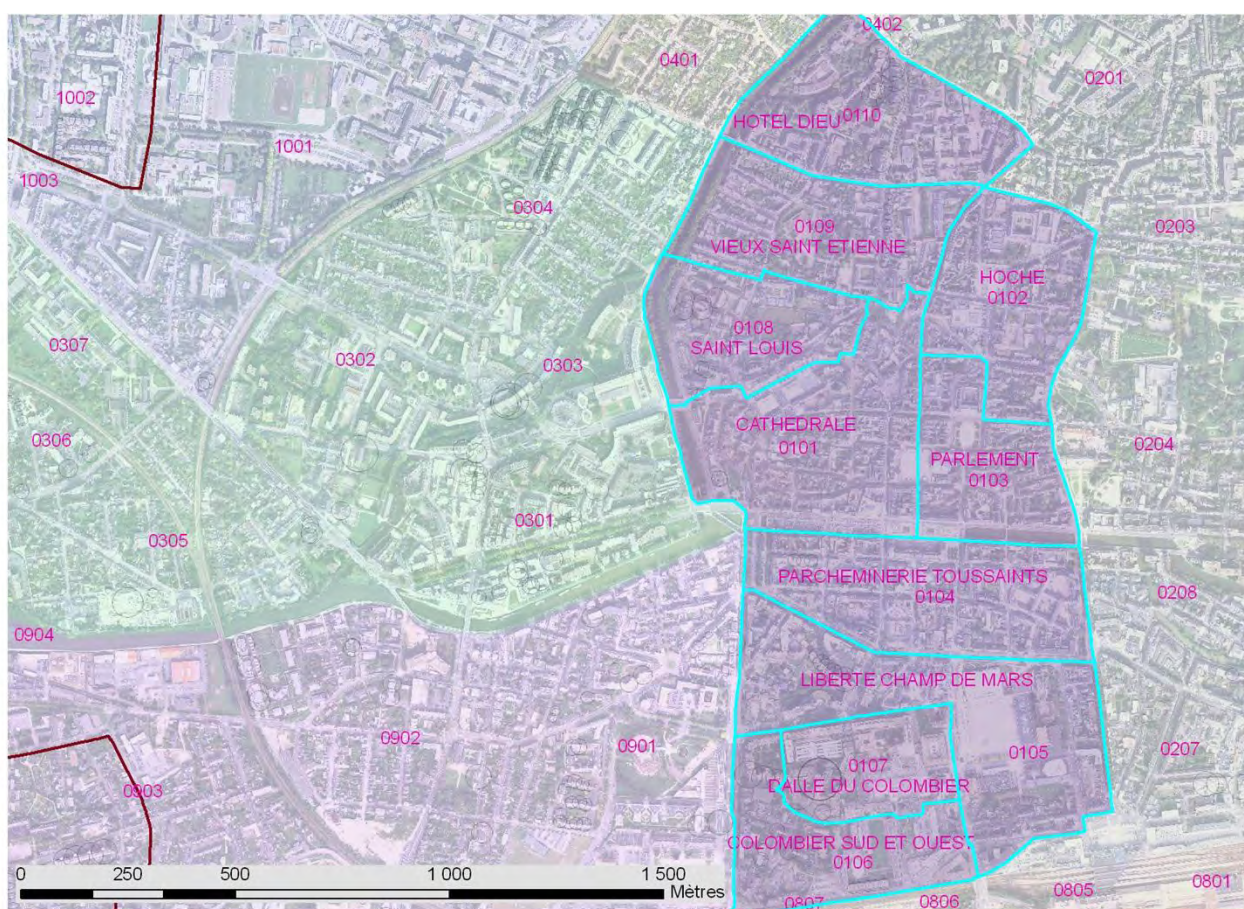 0402
0401
0201
1002
HOTEL DIEU 0110
1001
1003
0304
0109
VIEUX SAINT ETIENNE
0203
HOCHE
0102
0108
SAINT LOUIS
0307
0302
0303
CATHEDRALE
0101
0306
0204
PARLEMENT
0103
0301
0305
PARCHEMINERIE TOUSSAINTS
0104
0208
0904
LIBERTE CHAMP DE MARS
0902
0901
0105
0207
0107
DALLE DU COLOMBIER
0903
COLOMBIER SUD ET OUEST
0106
0 250 500 1 000 1 500
Mètres
0807
0806
0805
0801